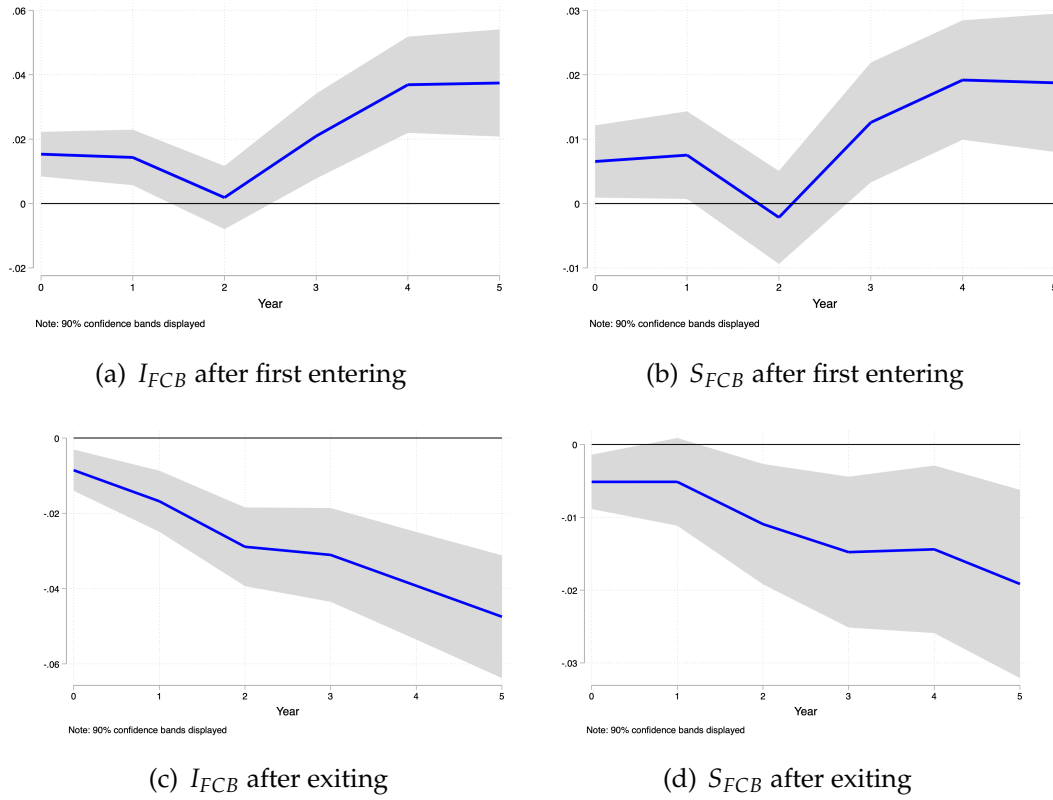 .06
.04
.02
0
-.02
0 1 2 3 4 5
Year
Note: 90% confidence bands displayed
(a) I_FCB after first entering
.03
.02
.01
0
-.01
0 1 2 3 4 5
Year
Note: 90% confidence bands displayed
(b) S_FCB after first entering
0
-.02
-.04
-.06
0 1 2 3 4 5
Year
Note: 90% confidence bands displayed
(c) I_FCB after exiting
0
-.01
-.02
-.03
0 1 2 3 4 5
Year
Note: 90% confidence bands displayed
(d) S_FCB after exiting